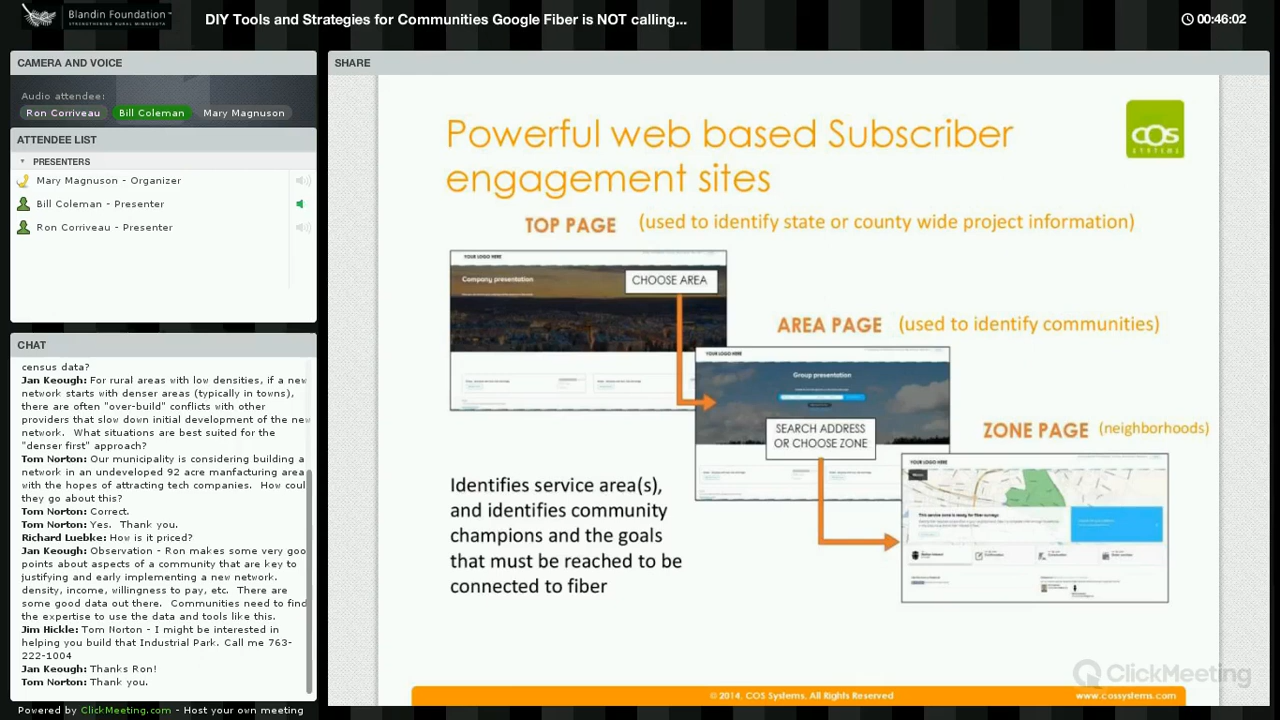 Blandin Foundation™
STRENGTHENING RURAL MINNESOTA
DIY Tools and Strategies for Communities Google Fiber is NOT calling...
00:46:02
CAMERA AND VOICE
Audio attendee:
Ron Corriveau Bill Coleman Mary Magnuson
ATTENDEE LIST
PRESENTERS
Mary Magnuson - Organizer
Bill Coleman - Presenter
Ron Corriveau - Presenter
CHAT
census data?
Jan Keough: For rural areas with low densities, if a new
network starts with denser areas (typically in towns),
there are often "over-build" conflicts with other
providers that slow down initial development of the new
network. What situations are best suited for the
"denser first" approach?
Tom Norton: Our municipality is considering building a
network in an undeveloped 92 acre manfacturing area
with the hopes of attracting tech companies. How coul
they go about this?
Tom Norton: Correct.
Tom Norton: Yes. Thank you.
Richard Luebke: How is it priced?
Jan Keough: Observation - Ron makes some very goo
points about aspects of a community that are key to
justifying and early implementing a new network.
density, income, willingness to pay, etc. There are
some good data out there. Communities need to find
the expertise to use the data and tools like this.
Jim Hickle: Tom Norton - I might be interested in
helping you build that Industrial Park. Call me 763-
222-1004
Jan Keough: Thanks Ron!
Tom Norton: Thank you.
Powered by ClickMeeting.com - Host your own meeting
SHARE
Powerful web based Subscriber
engagement sites
COS
SYSTEMS
TOP PAGE (used to identify state or county wide project information)
YOUR LOGO HERE
Company presentation
CHOOSE AREA
AREA PAGE (used to identify communities)
YOUR LOGO HERE
Group presentation
SEARCH ADDRESS
OR CHOOSE ZONE
ZONE PAGE (neighborhoods)
YOUR LOGO HERE
This service area is ready for fiber surveys
Identifies service area(s),
and identifies community
champions and the goals
that must be reached to be
connected to fiber
ClickMeeting
© 2014, COS Systems, All Rights Reserved
www.cossystems.com